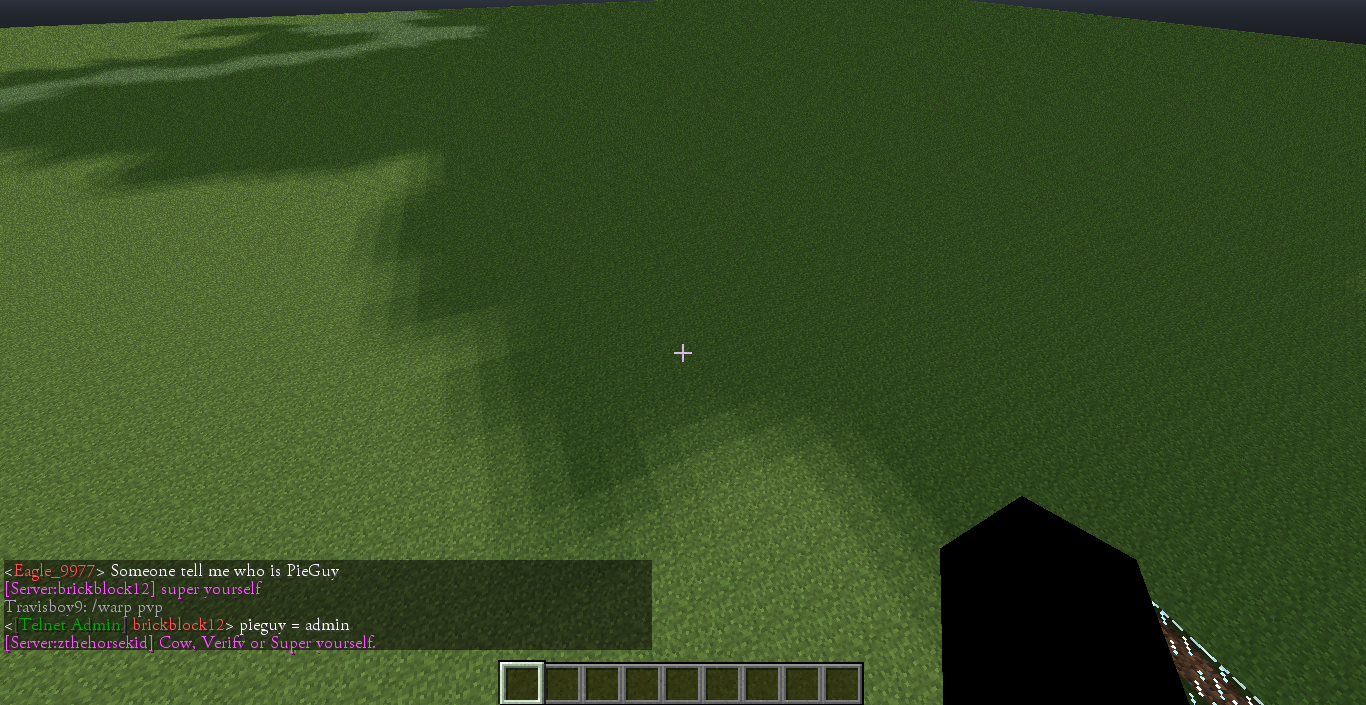 <Eagle_9977> Someone tell me who is PieGuy
[Server:brickblock12] super yourself
Travisboy9: /warp pvp
<[Telnet Admin] brickblock12> pieguy = admin
[Server:zthehorsekid] Cow, Verify or Super yourself.